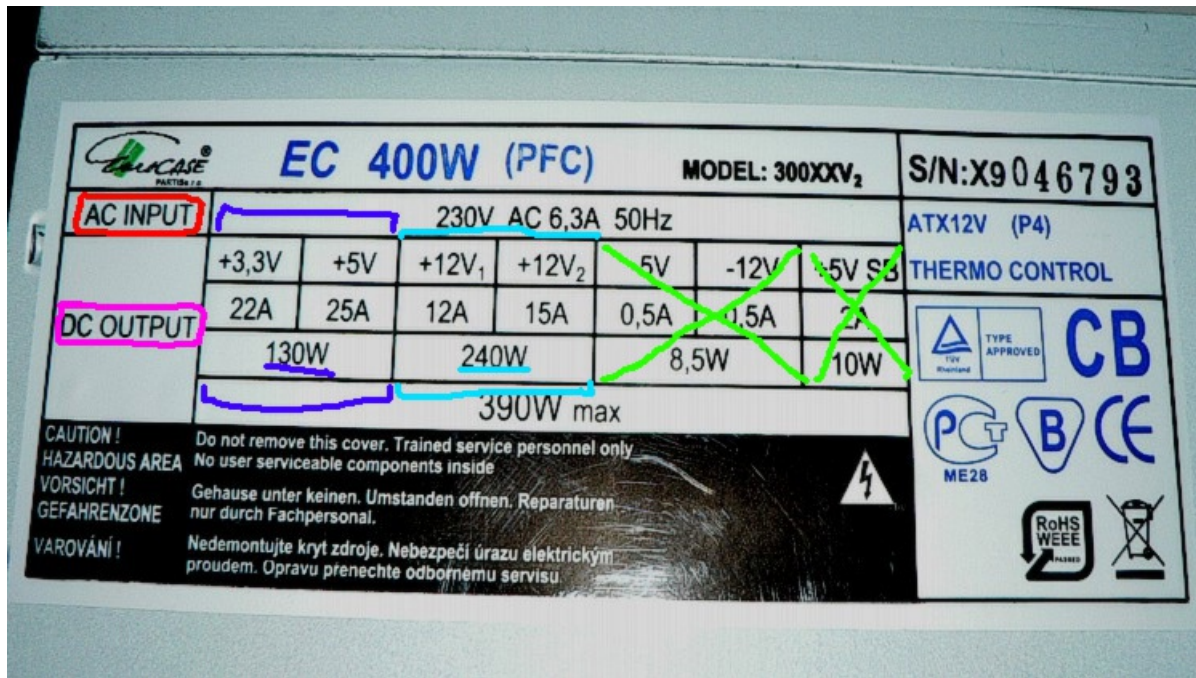 EuroCASE®
PARTISs r.o.
EC 400W (PFC)
MODEL: 300XXV₂
S/N:X9046793
AC INPUT
230V AC 6,3A 50Hz
ATX12V (P4)
THERMO CONTROL
DC OUTPUT
+3,3V +5V +12V₁ +12V₂ -5V -12V +5V SB
22A 25A 12A 15A 0,5A 0,5A 2A
130W 240W 8,5W 10W
390W max
TÜV
Rheinland
TYPE
APPROVED
CB
PCT
ME28
B
CE
RoHS
WEEE
PASSED
CAUTION !
HAZARDOUS AREA
Do not remove this cover. Trained service personnel only
No user serviceable components inside
VORSICHT !
GEFAHRENZONE
Gehause unter keinen. Umstanden offnen. Reparaturen
nur durch Fachpersonal.
VAROVÁNÍ !
Nedemontujte kryt zdroje. Nebezpečí úrazu elektrickým
proudem. Opravu přenechte odbornému servisu